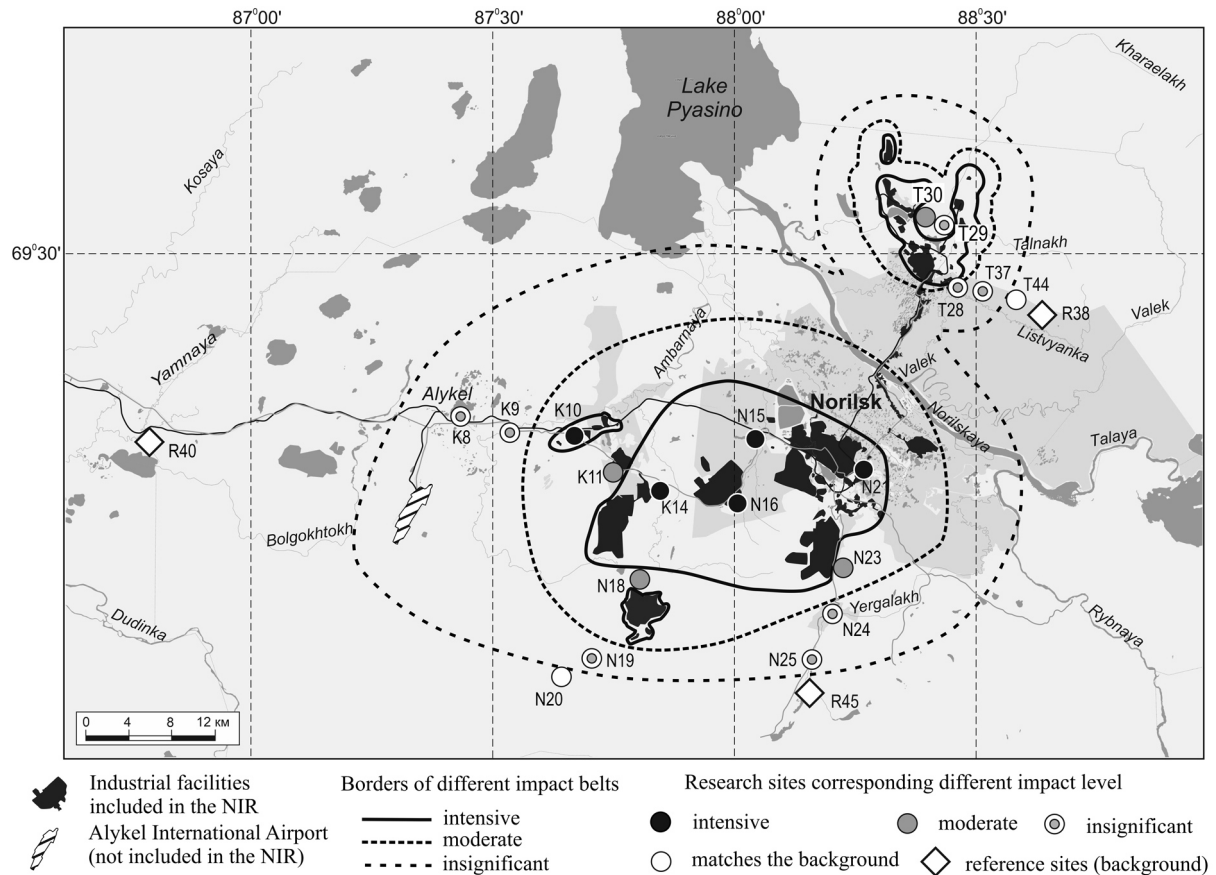 87°00' 87°30' 88°00' 88°30'
Kharaelakh
Lake
Pyasino
Kosaya
T30
T29
69°30'
Talnakh
T37
T44
T28
R38
Valek
Listvyanka
Yamnaya
Ambarnaya
Valek
Alykel
K9
K10
N15
Norilsk
Norilskaya
K8
R40
Talaya
K11
K14
N16
N21
Bolgokhtokh
N18
N23
Yergalakh
Dudinka
N24
Rybnaya
N19
N25
N20
R45
0 4 8 12 км
Industrial facilities
included in the NIR
Alykel International Airport
(not included in the NIR)
Borders of different impact belts
intensive
moderate
insignificant
Research sites corresponding different impact level
intensive
moderate
insignificant
matches the background
reference sites (background)